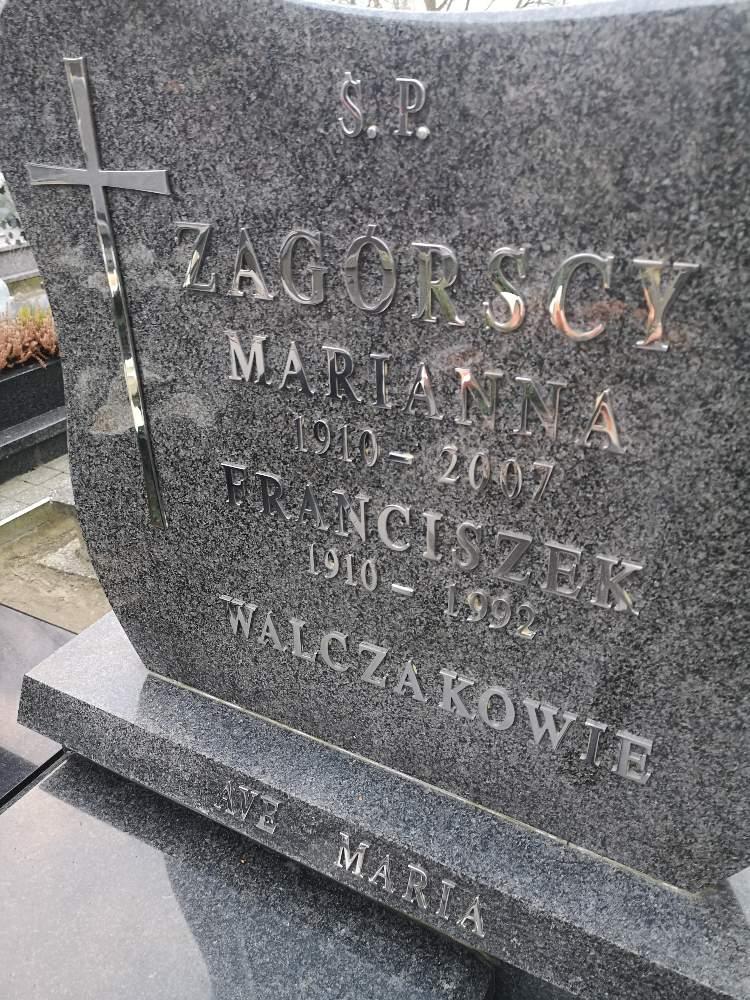 Ś.P.
ZAGÓRSCY
MARIANNA
1910 – 2007
FRANCISZEK
1910 – 1992
WALCZAKOWIE
AVE MARIA